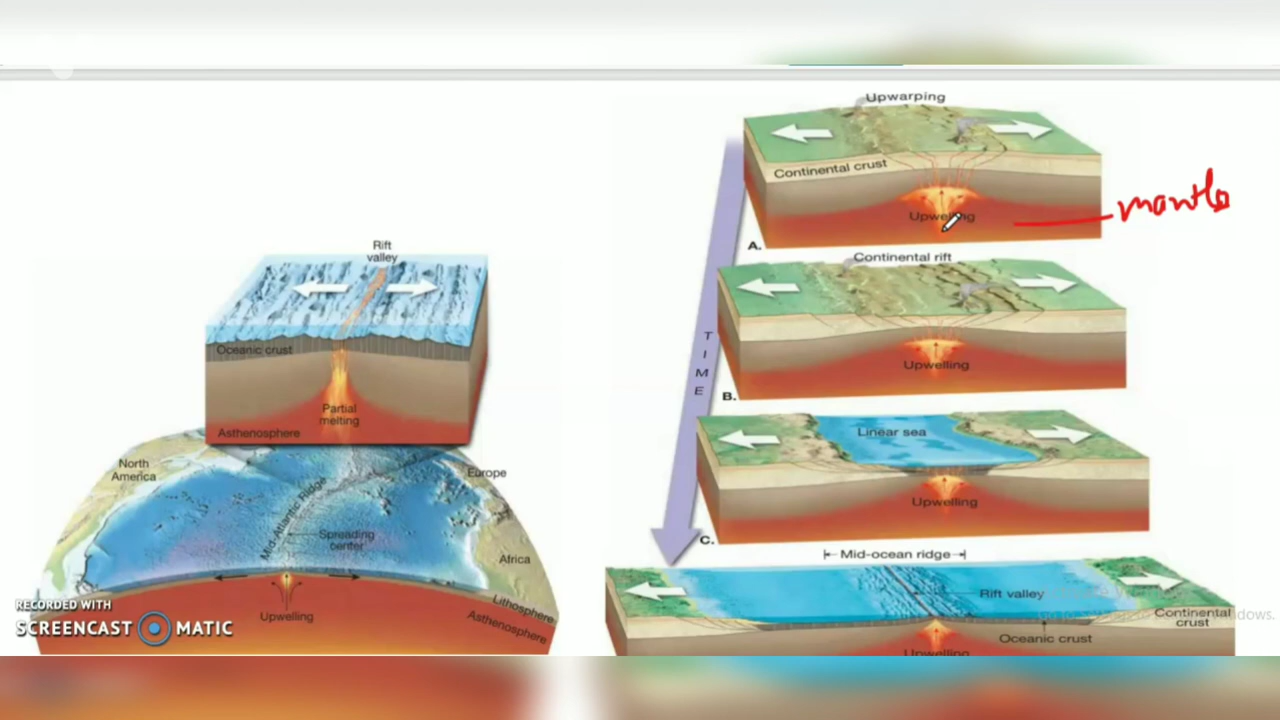 Upwarping
Continental crust
Upwelling
mantle
A.
Continental rift
Upwelling
B.
TIME
Linear sea
Upwelling
C.
Mid-ocean ridge
Rift valley
Continental
crust
Oceanic crust
Upwelling
Rift
valley
Oceanic crust
Partial
melting
Asthenosphere
North
America
Europe
Mid-Atlantic Ridge
Spreading
center
Africa
Lithosphere
Asthenosphere
Upwelling
RECORDED WITH
SCREENCAST MATIC